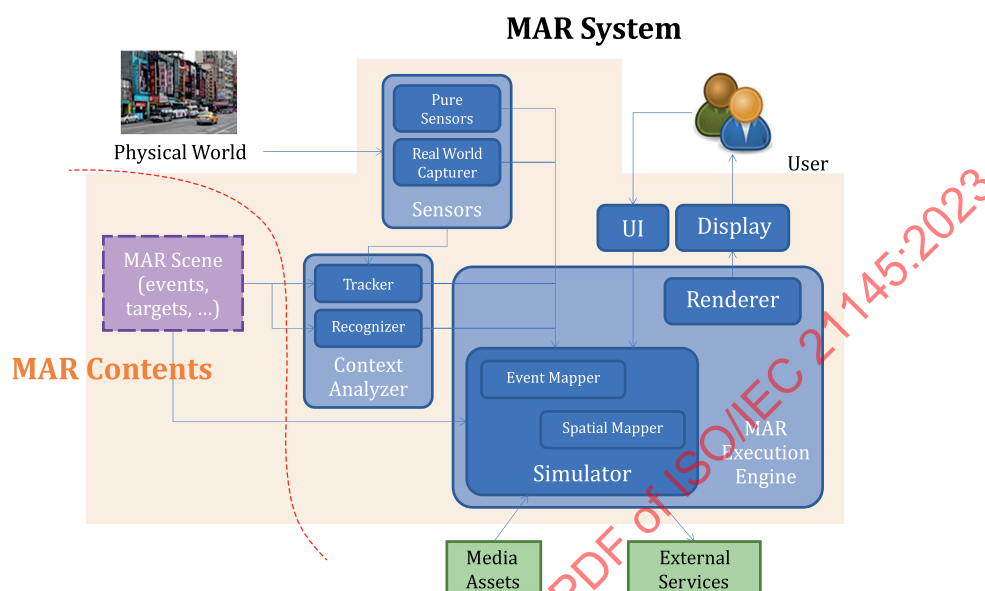 MAR System
Physical World
Pure
Sensors
Real World
Capturer
Sensors
User
UI
Display
MAR Scene
(events,
targets, ...)
Tracker
Recognizer
Context
Analyzer
Renderer
MAR Contents
Event Mapper
Spatial Mapper
Simulator
MAR
Execution
Engine
Media
Assets
External
Services
PDF of ISO/IEC 21145:2023